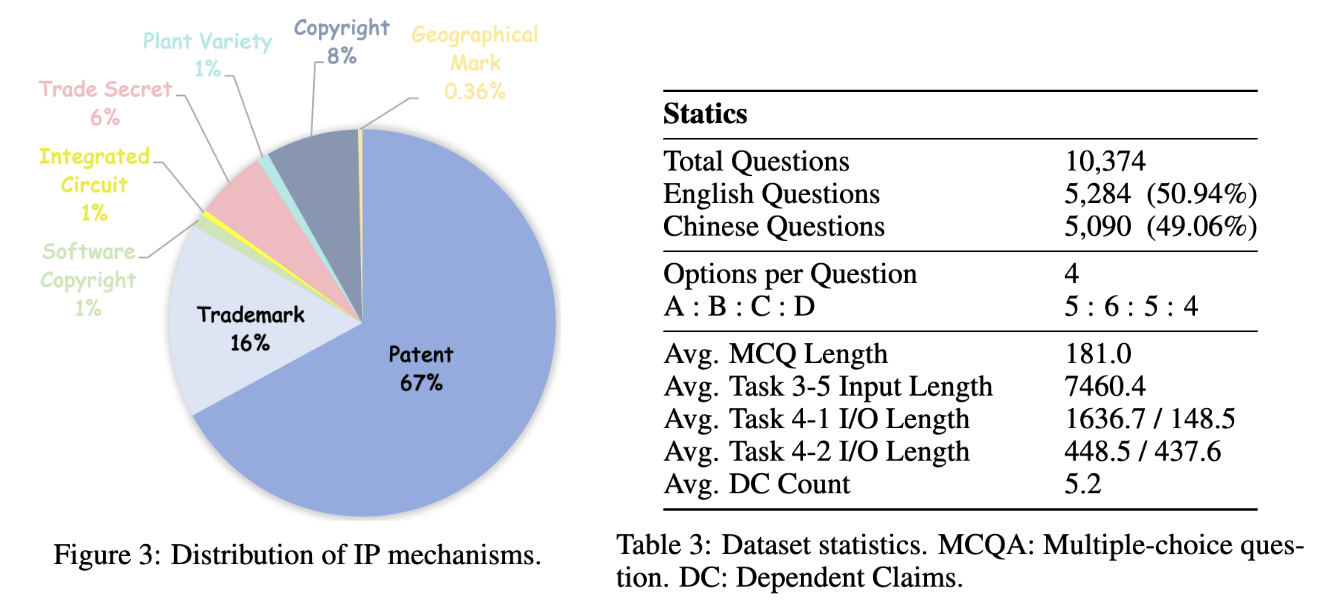 Plant Variety
1%
Copyright
8%
Geographical
Mark
0.36%
Trade Secret
6%
Integrated
Circuit
1%
Software
Copyright
1%
Trademark
16%
Patent
67%
Figure 3: Distribution of IP mechanisms.
Statics
Total Questions 10,374
English Questions 5,284 (50.94%)
Chinese Questions 5,090 (49.06%)
Options per Question 4
A : B : C : D 5 : 6 : 5 : 4
Avg. MCQ Length 181.0
Avg. Task 3-5 Input Length 7460.4
Avg. Task 4-1 I/O Length 1636.7 / 148.5
Avg. Task 4-2 I/O Length 448.5 / 437.6
Avg. DC Count 5.2
Table 3: Dataset statistics. MCQA: Multiple-choice ques-
tion. DC: Dependent Claims.